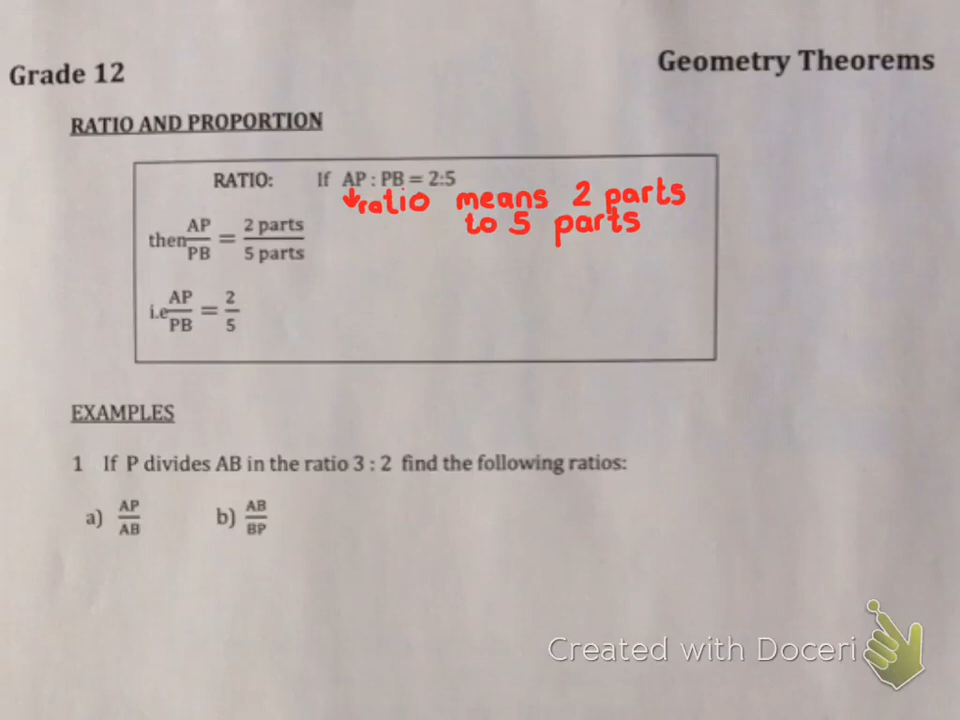 Grade 12
Geometry Theorems
RATIO AND PROPORTION
RATIO: If AP : PB = 2:5
ratio means 2 parts
to 5 parts
then AP/PB = 2 parts/5 parts
i.e AP/PB = 2/5
EXAMPLES
1 If P divides AB in the ratio 3 : 2 find the following ratios:
a) AP/AB b) AB/BP
Created with Doceri